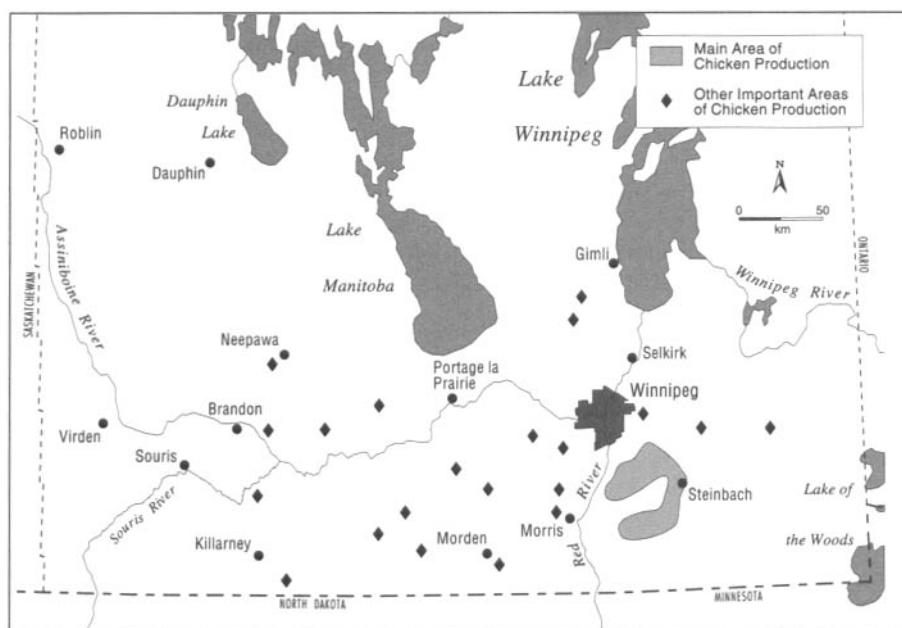 Main Area of
Chicken Production
Other Important Areas
of Chicken Production
N
0 50
km
Lake
Winnipeg
Dauphin
Lake
Roblin
Dauphin
Lake
Manitoba
Gimli
ONTARIO
Winnipeg River
Assiniboine River
SASKATCHEWAN
Neepawa
Selkirk
Portage la
Prairie
Winnipeg
Brandon
Virden
Souris
Souris River
Red River
Steinbach
Lake of
the Woods
Morris
Morden
Killarney
NORTH DAKOTA
MINNESOTA